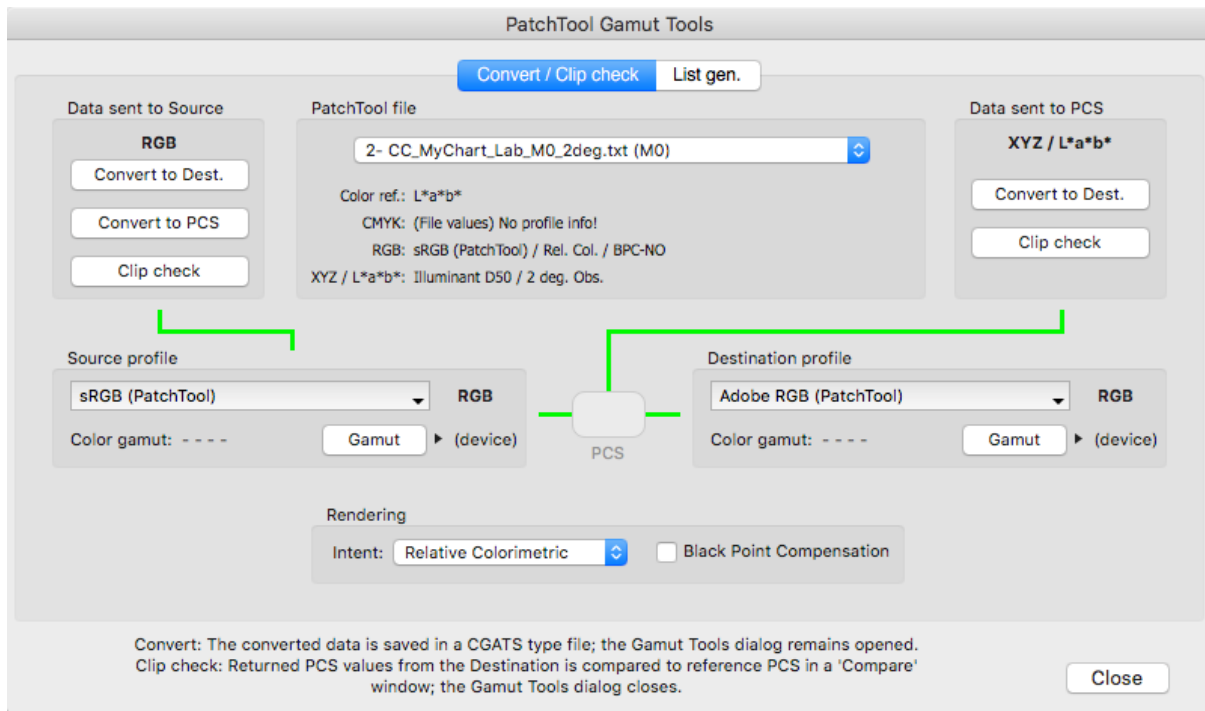 PatchTool Gamut Tools
Convert / Clip check
List gen.
Data sent to Source
RGB
Convert to Dest.
Convert to PCS
Clip check
PatchTool file
2- CC_MyChart_Lab_M0_2deg.txt (M0)
Color ref.: L*a*b*
CMYK: (File values) No profile info!
RGB: sRGB (PatchTool) / Rel. Col. / BPC-NO
XYZ / L*a*b*: Illuminant D50 / 2 deg. Obs.
Data sent to PCS
XYZ / L*a*b*
Convert to Dest.
Clip check
Source profile
sRGB (PatchTool)
RGB
Color gamut: - - - -
Gamut
(device)
PCS
Destination profile
Adobe RGB (PatchTool)
RGB
Color gamut: - - - -
Gamut
(device)
Rendering
Intent: Relative Colorimetric
Black Point Compensation
Convert: The converted data is saved in a CGATS type file; the Gamut Tools dialog remains opened.
Clip check: Returned PCS values from the Destination is compared to reference PCS in a 'Compare'
window; the Gamut Tools dialog closes.
Close